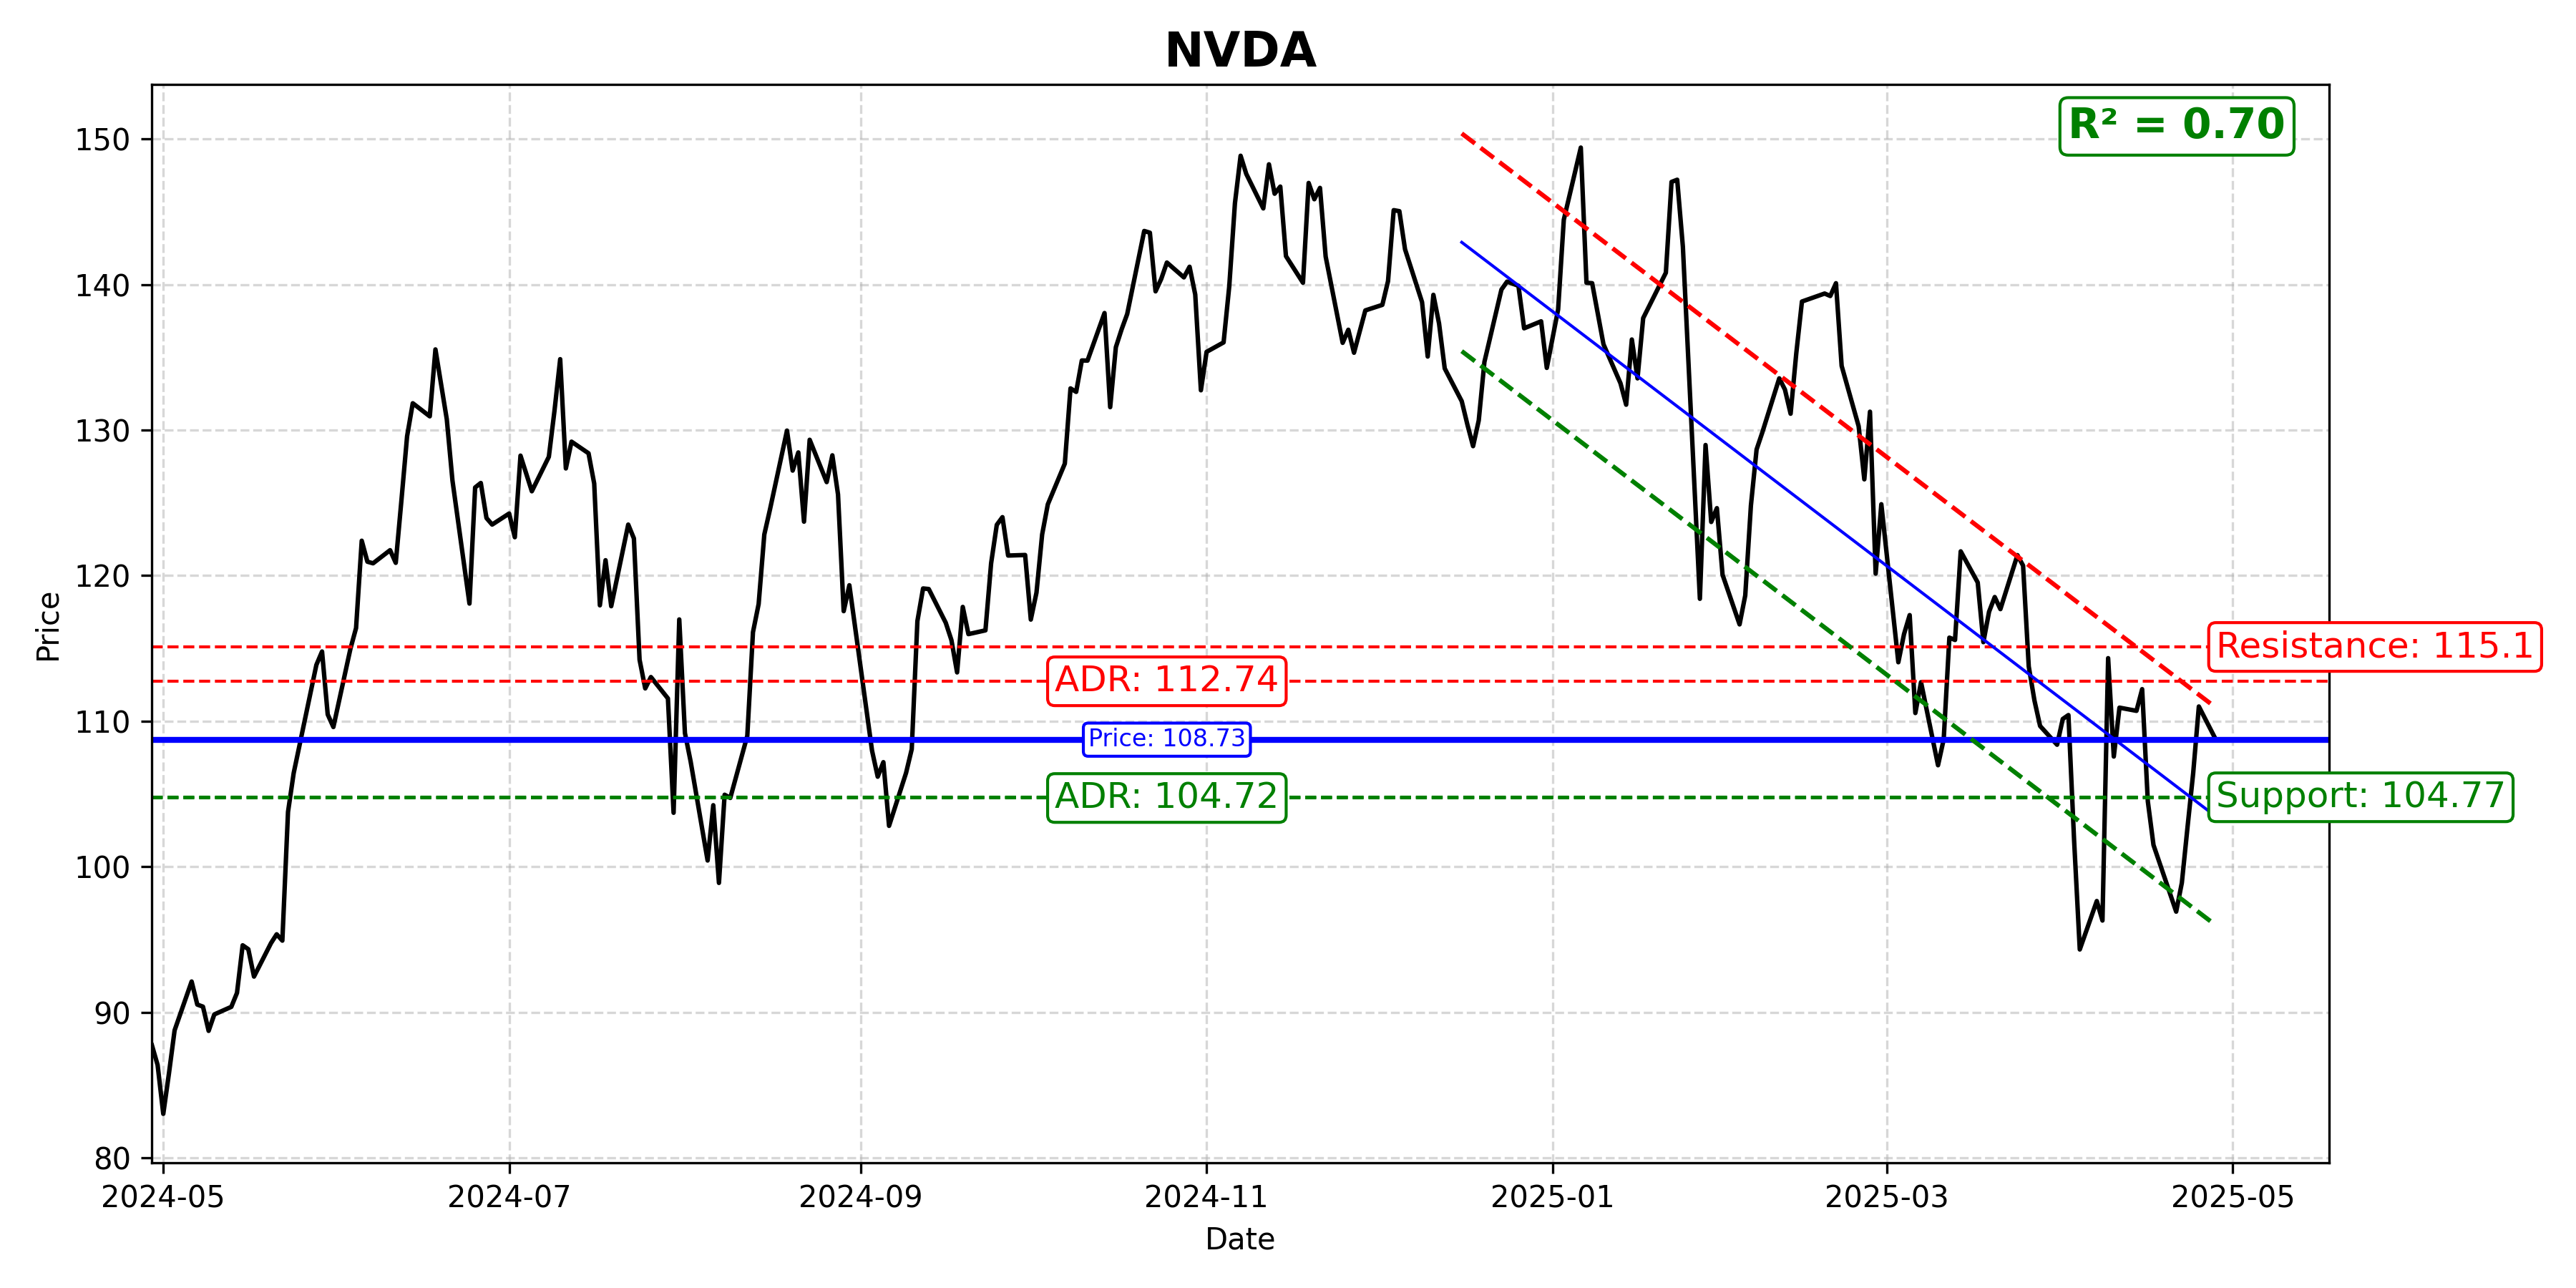 NVDA
R² = 0.70
150
140
130
120
110
100
90
80
Price
Resistance: 115.1
ADR: 112.74
Price: 108.73
ADR: 104.72
Support: 104.77
2024-05
2024-07
2024-09
2024-11
2025-01
2025-03
2025-05
Date